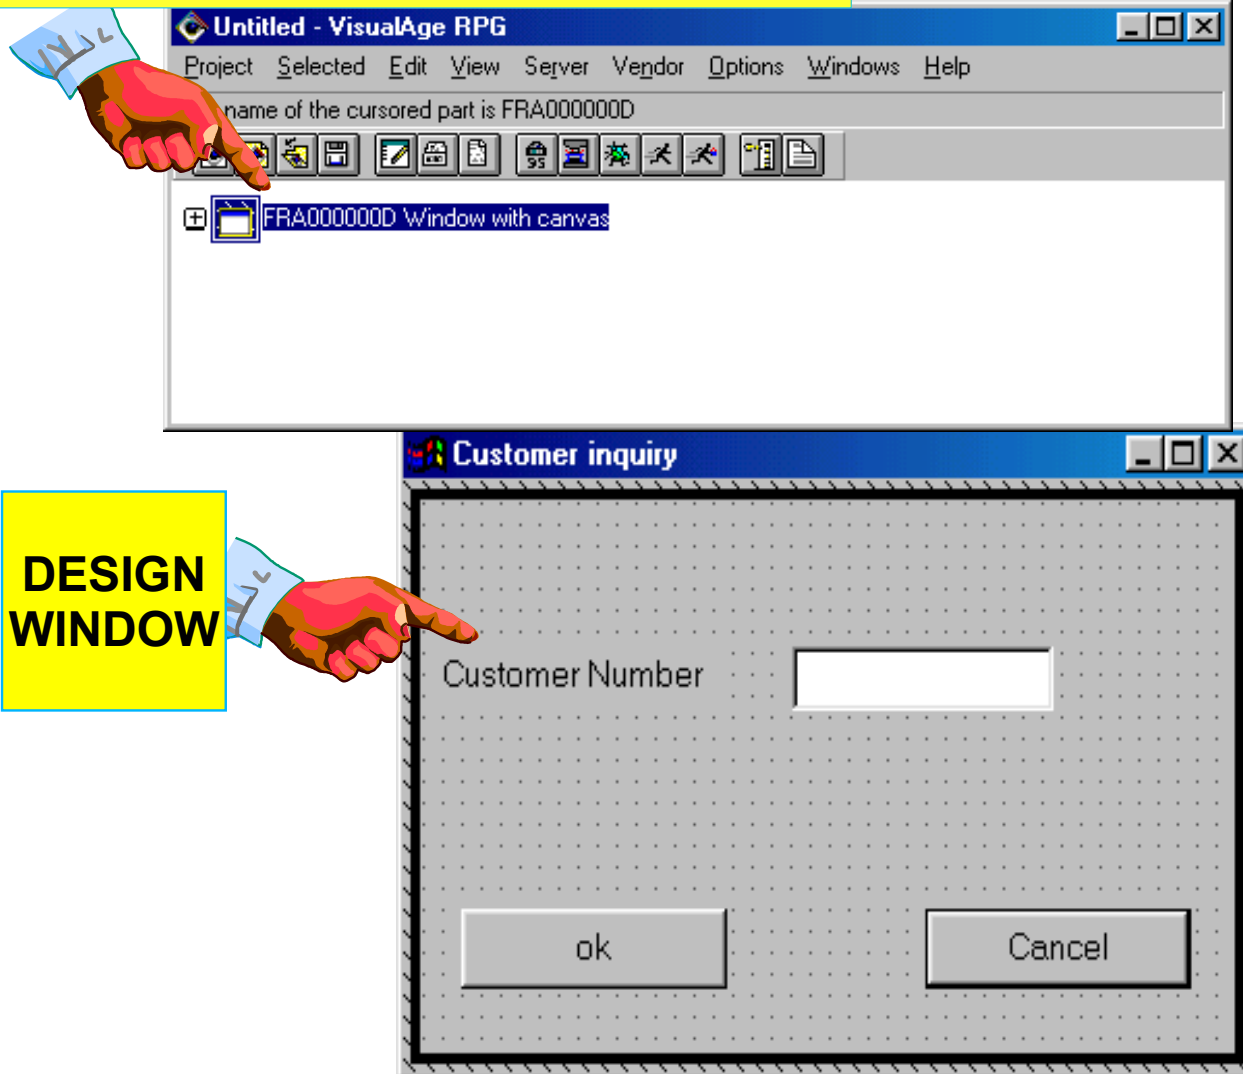 Untitled - VisualAge RPG
Project Selected Edit View Server Vendor Options Windows Help
name of the cursored part is FRA000000D
95
FRA000000D Window with canvas
Customer inquiry
DESIGN
WINDOW
Customer Number
ok
Cancel